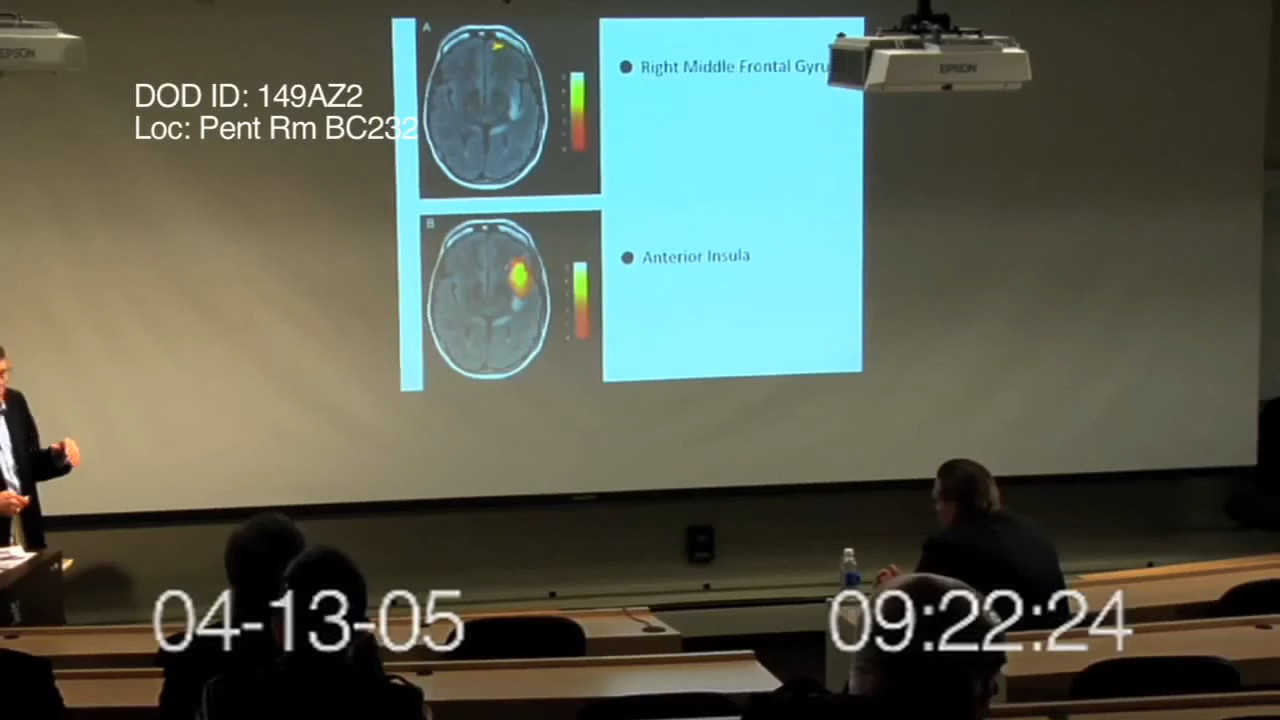 A
Right Middle Frontal Gyru
EPSON
EPSON
DOD ID: 149AZ2
Loc: Pent Rm BC232
B
Anterior Insula
04-13-05
09:22:24